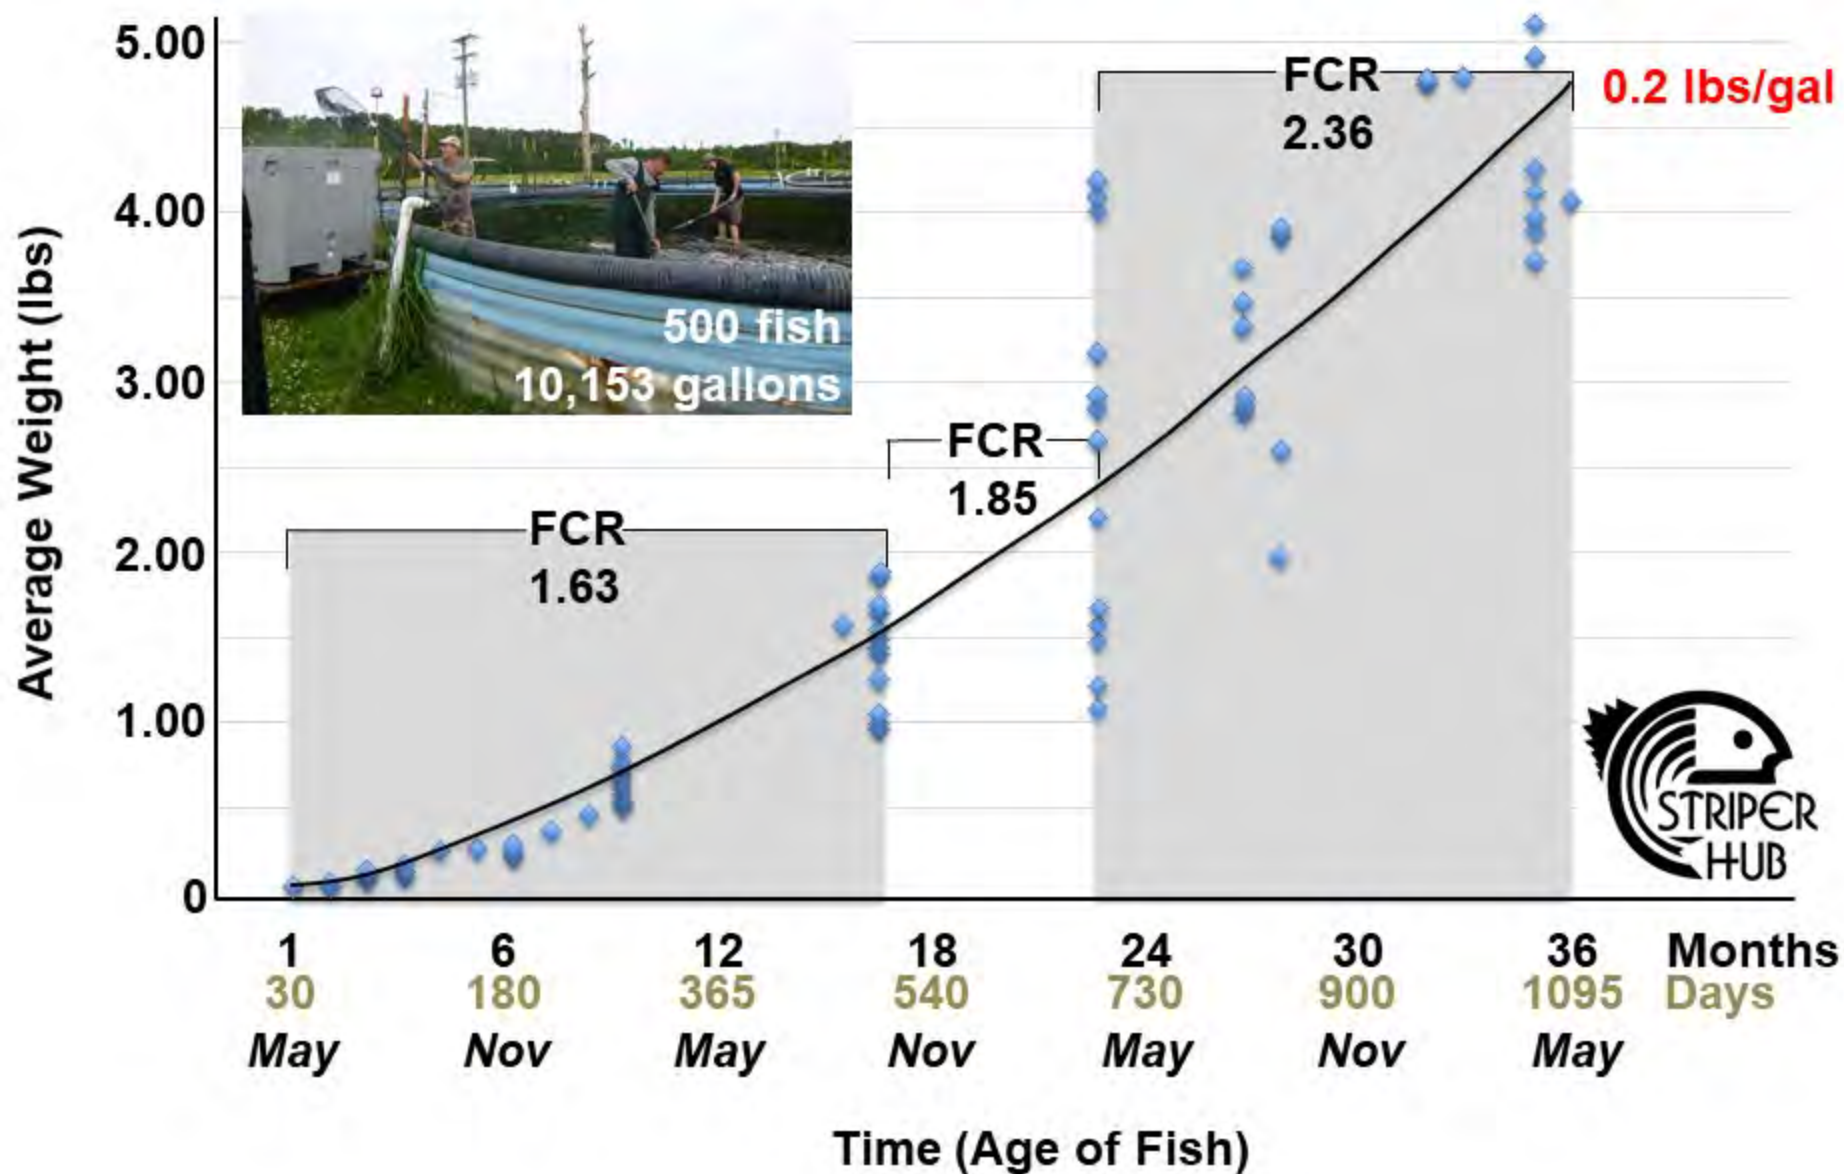 5.00
4.00
3.00
2.00
1.00
0
Average Weight (lbs)
500 fish
10,153 gallons
FCR
1.63
FCR
1.85
FCR
2.36
0.2 lbs/gal
STRIPER
HUB
1 6 12 18 24 30 36 Months
30 180 365 540 730 900 1095 Days
May Nov May Nov May Nov May
Time (Age of Fish)